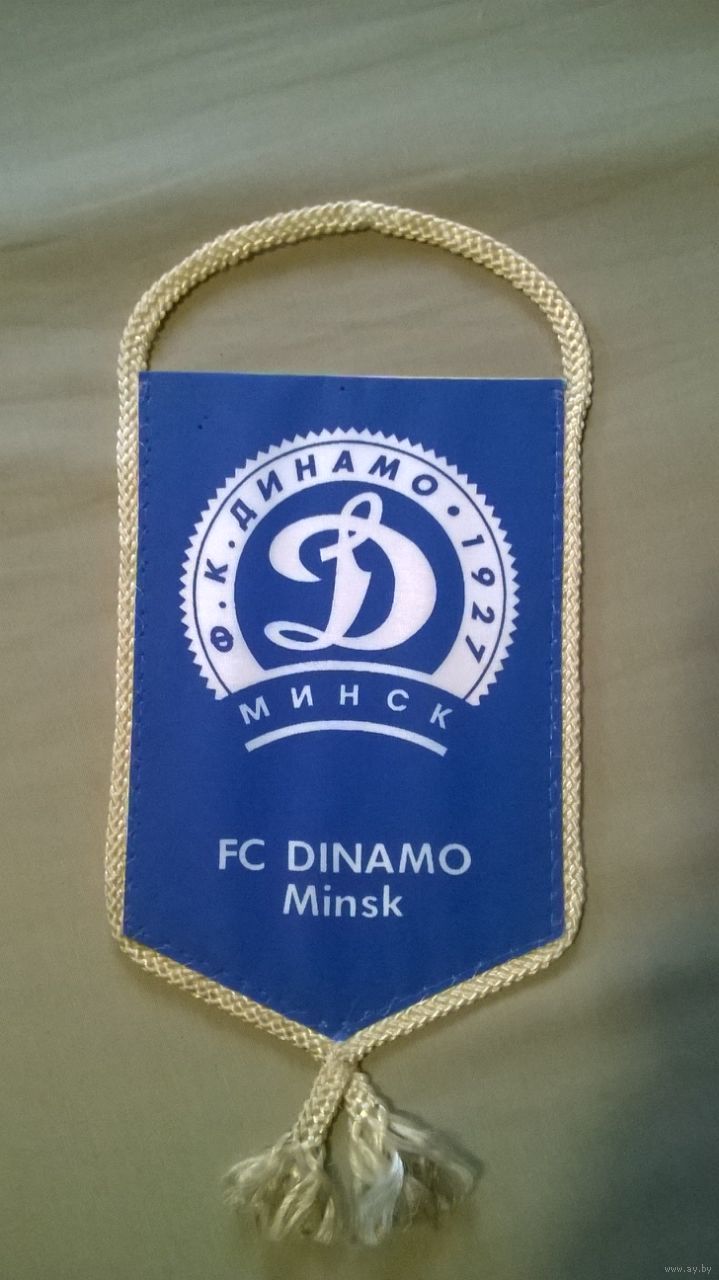 Ф.К.ДИНАМО•1927
D
МИНСК
FC DINAMO
Minsk
www.ay.by